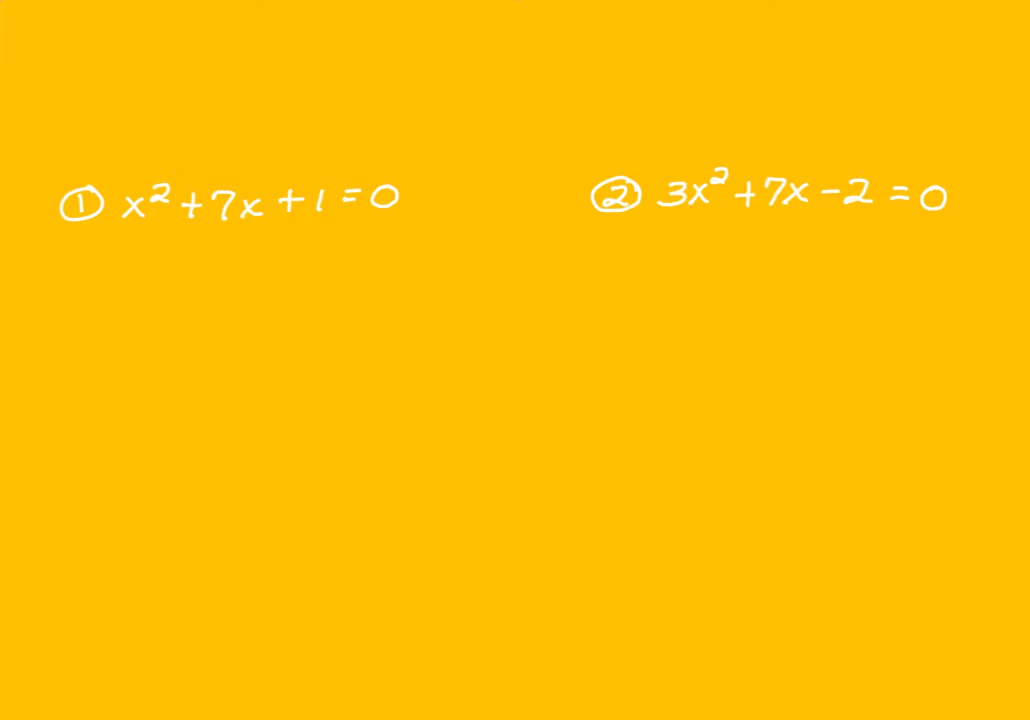 ① x² + 7x + 1 = 0
② 3x² + 7x - 2 = 0